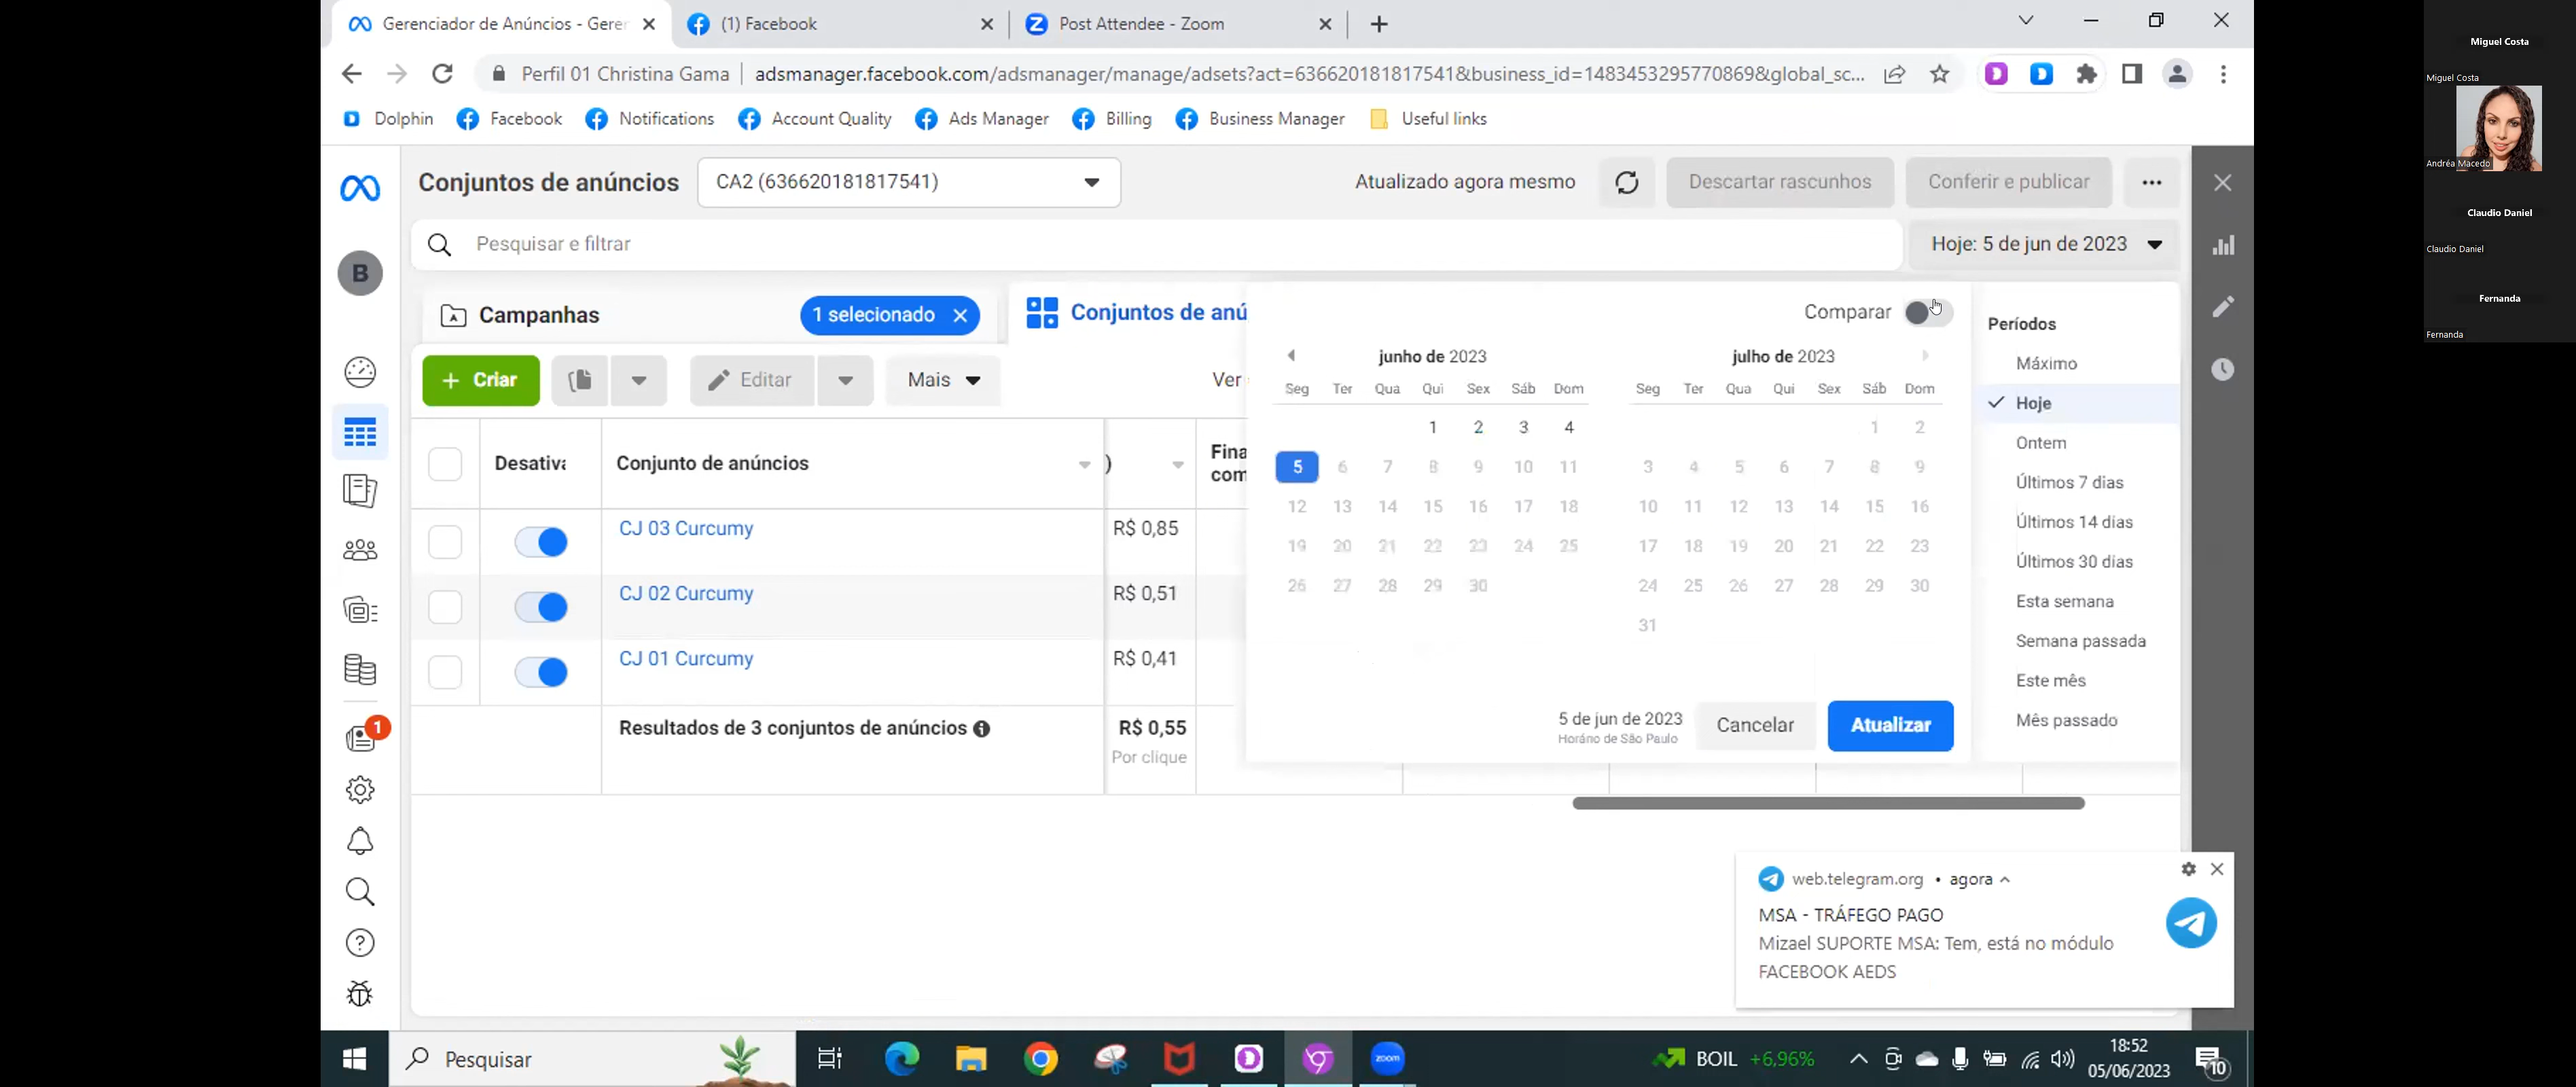 Gerenciador de Anúncios - Geren
(1) Facebook
Post Attendee - Zoom
Perfil 01 Christina Gama
adsmanager.facebook.com/adsmanager/manage/adsets?act=636620181817541&business_id=1483453295770869&global_sc...
Dolphin
Facebook
Notifications
Account Quality
Ads Manager
Billing
Business Manager
Useful links
Conjuntos de anúncios
CA2 (636620181817541)
Atualizado agora mesmo
Descartar rascunhos
Conferir e publicar
B
Pesquisar e filtrar
Hoje: 5 de jun de 2023
Campanhas
1 selecionado
Conjuntos de anú
Comparar
+ Criar
Editar
Mais
Ver
junho de 2023
Seg Ter Qua Qui Sex Sáb Dom
1 2 3 4
5 6 7 8 9 10 11
12 13 14 15 16 17 18
19 20 21 22 23 24 25
26 27 28 29 30
julho de 2023
Seg Ter Qua Qui Sex Sáb Dom
1 2
3 4 5 6 7 8 9
10 11 12 13 14 15 16
17 18 19 20 21 22 23
24 25 26 27 28 29 30
31
5 de jun de 2023
Horário de São Paulo
Cancelar
Atualizar
Períodos
Máximo
Hoje
Ontem
Últimos 7 dias
Últimos 14 dias
Últimos 30 dias
Esta semana
Semana passada
Este mês
Mês passado
Desativa
Conjunto de anúncios
)
Fina
com
CJ 03 Curcumy
R$ 0,85
CJ 02 Curcumy
R$ 0,51
CJ 01 Curcumy
R$ 0,41
Resultados de 3 conjuntos de anúncios
R$ 0,55
Por clique
1
web.telegram.org • agora
MSA - TRÁFEGO PAGO
Mizael SUPORTE MSA: Tem, está no módulo
FACEBOOK AEDS
Pesquisar
zoom
BOIL +6,96%
18:52
05/06/2023
10
Miguel Costa
Miguel Costa
Andréa Macedo
Claudio Daniel
Claudio Daniel
Fernanda
Fernanda